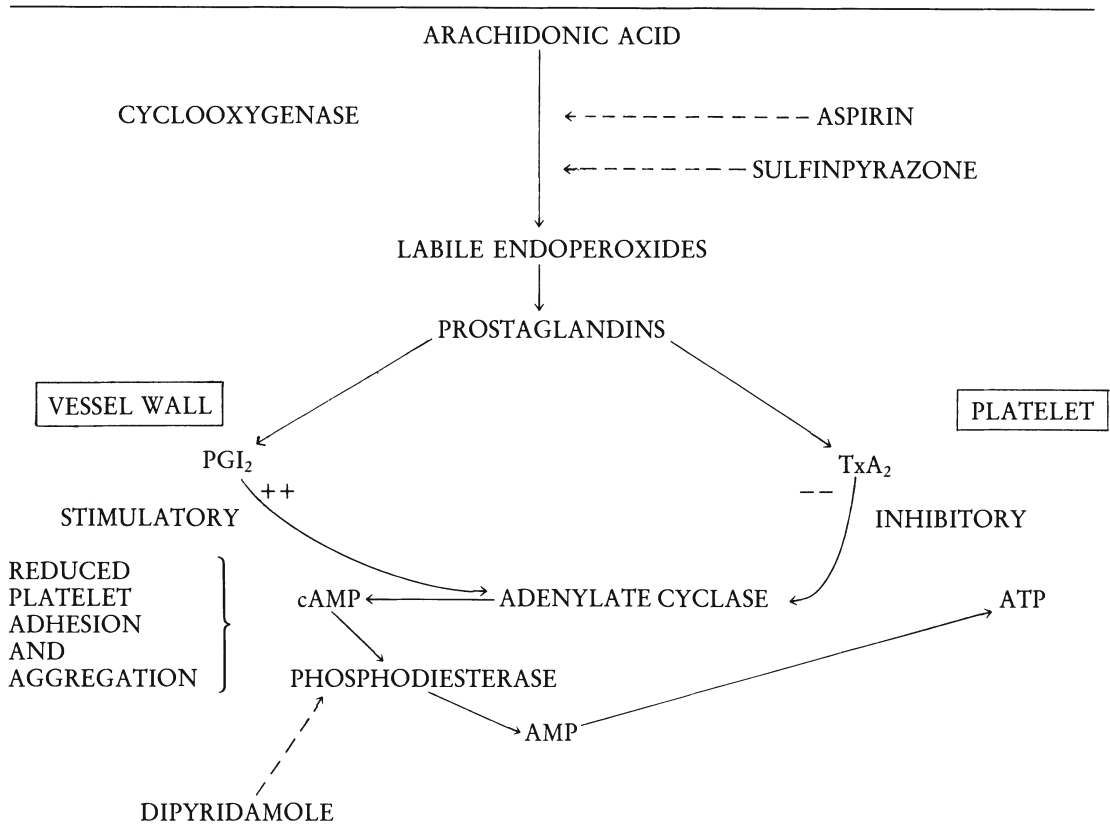 ARACHIDONIC ACID
CYCLOOXYGENASE
ASPIRIN
SULFINPYRAZONE
LABILE ENDOPEROXIDES
PROSTAGLANDINS
VESSEL WALL
PLATELET
PGI₂
TxA₂
++
--
STIMULATORY
INHIBITORY
REDUCED
PLATELET
ADHESION
AND
AGGREGATION
cAMP
ADENYLATE CYCLASE
ATP
PHOSPHODIESTERASE
AMP
DIPYRIDAMOLE